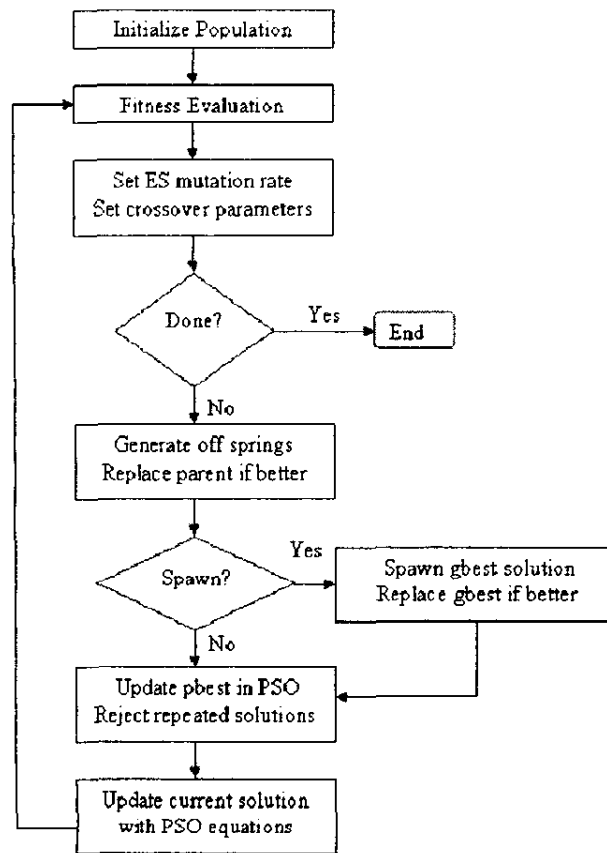 Initialize Population
Fitness Evaluation
Set ES mutation rate
Set crossover parameters
Done?
Yes
End
No
Generate off springs
Replace parent if better
Spawn?
Yes
Spawn gbest solution
Replace gbest if better
No
Update pbest in PSO
Reject repeated solutions
Update current solution
with PSO equations